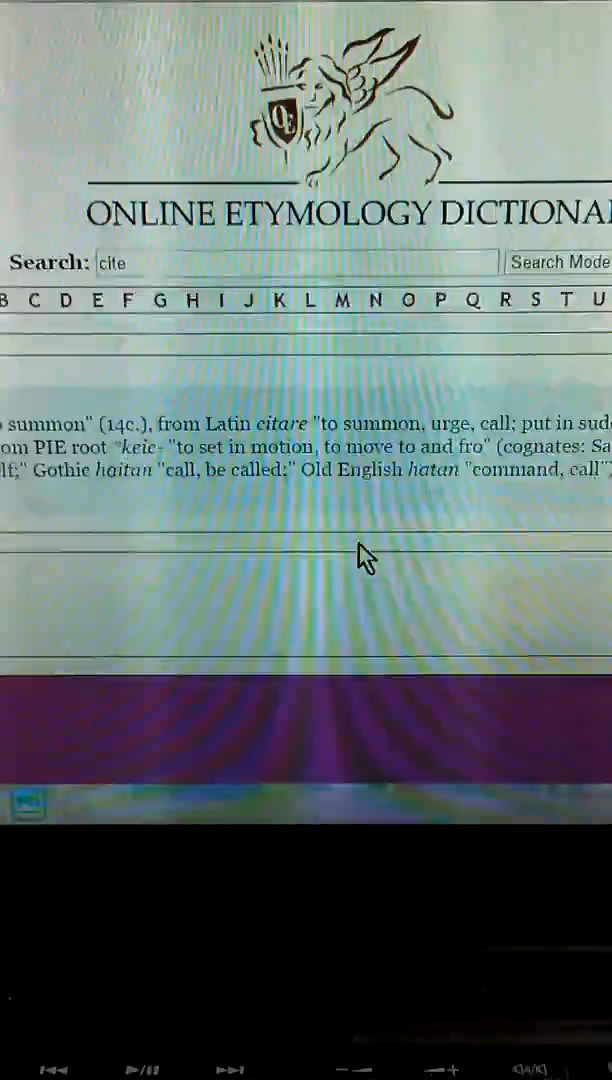 OE
ONLINE ETYMOLOGY DICTIONA
Search: cite Search Mode
B C D E F G H I J K L M N O P Q R S T U
summon" (14c.), from Latin citare "to summon, urge, call; put in sud
om PIE root *keie- "to set in motion, to move to and fro" (cognates: Sa
lf;" Gothic haitan "call, be called;" Old English hatan "command, call"